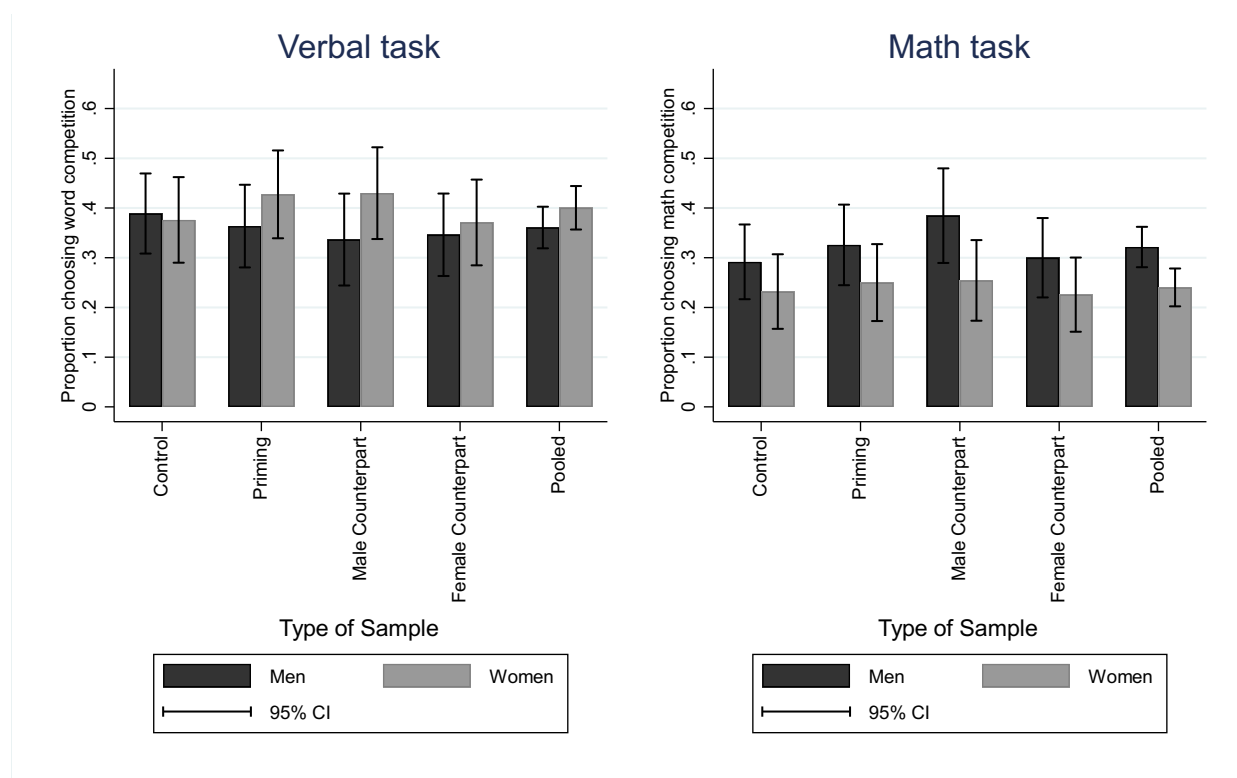 Verbal task
Proportion choosing word competition
.6
.5
.4
.3
.2
.1
0
Control
Priming
Male Counterpart
Female Counterpart
Pooled
Type of Sample
Men
Women
95% CI
Math task
Proportion choosing math competition
.6
.5
.4
.3
.2
.1
0
Control
Priming
Male Counterpart
Female Counterpart
Pooled
Type of Sample
Men
Women
95% CI